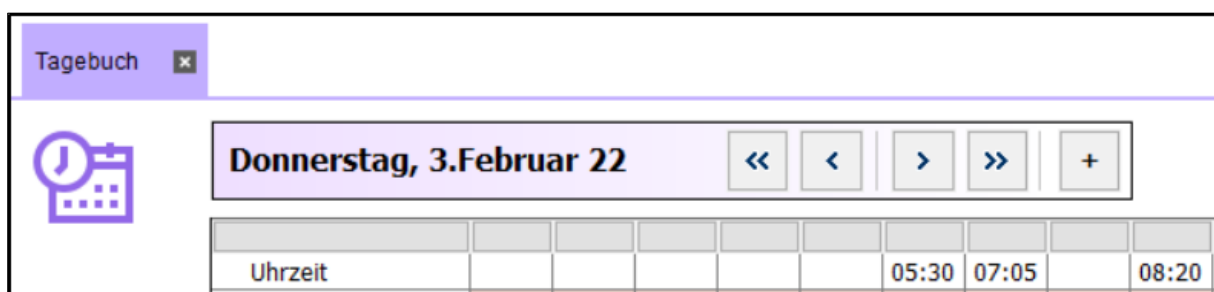 Tagebuch
Donnerstag, 3.Februar 22 « < > » +
Uhrzeit 05:30 07:05 08:20